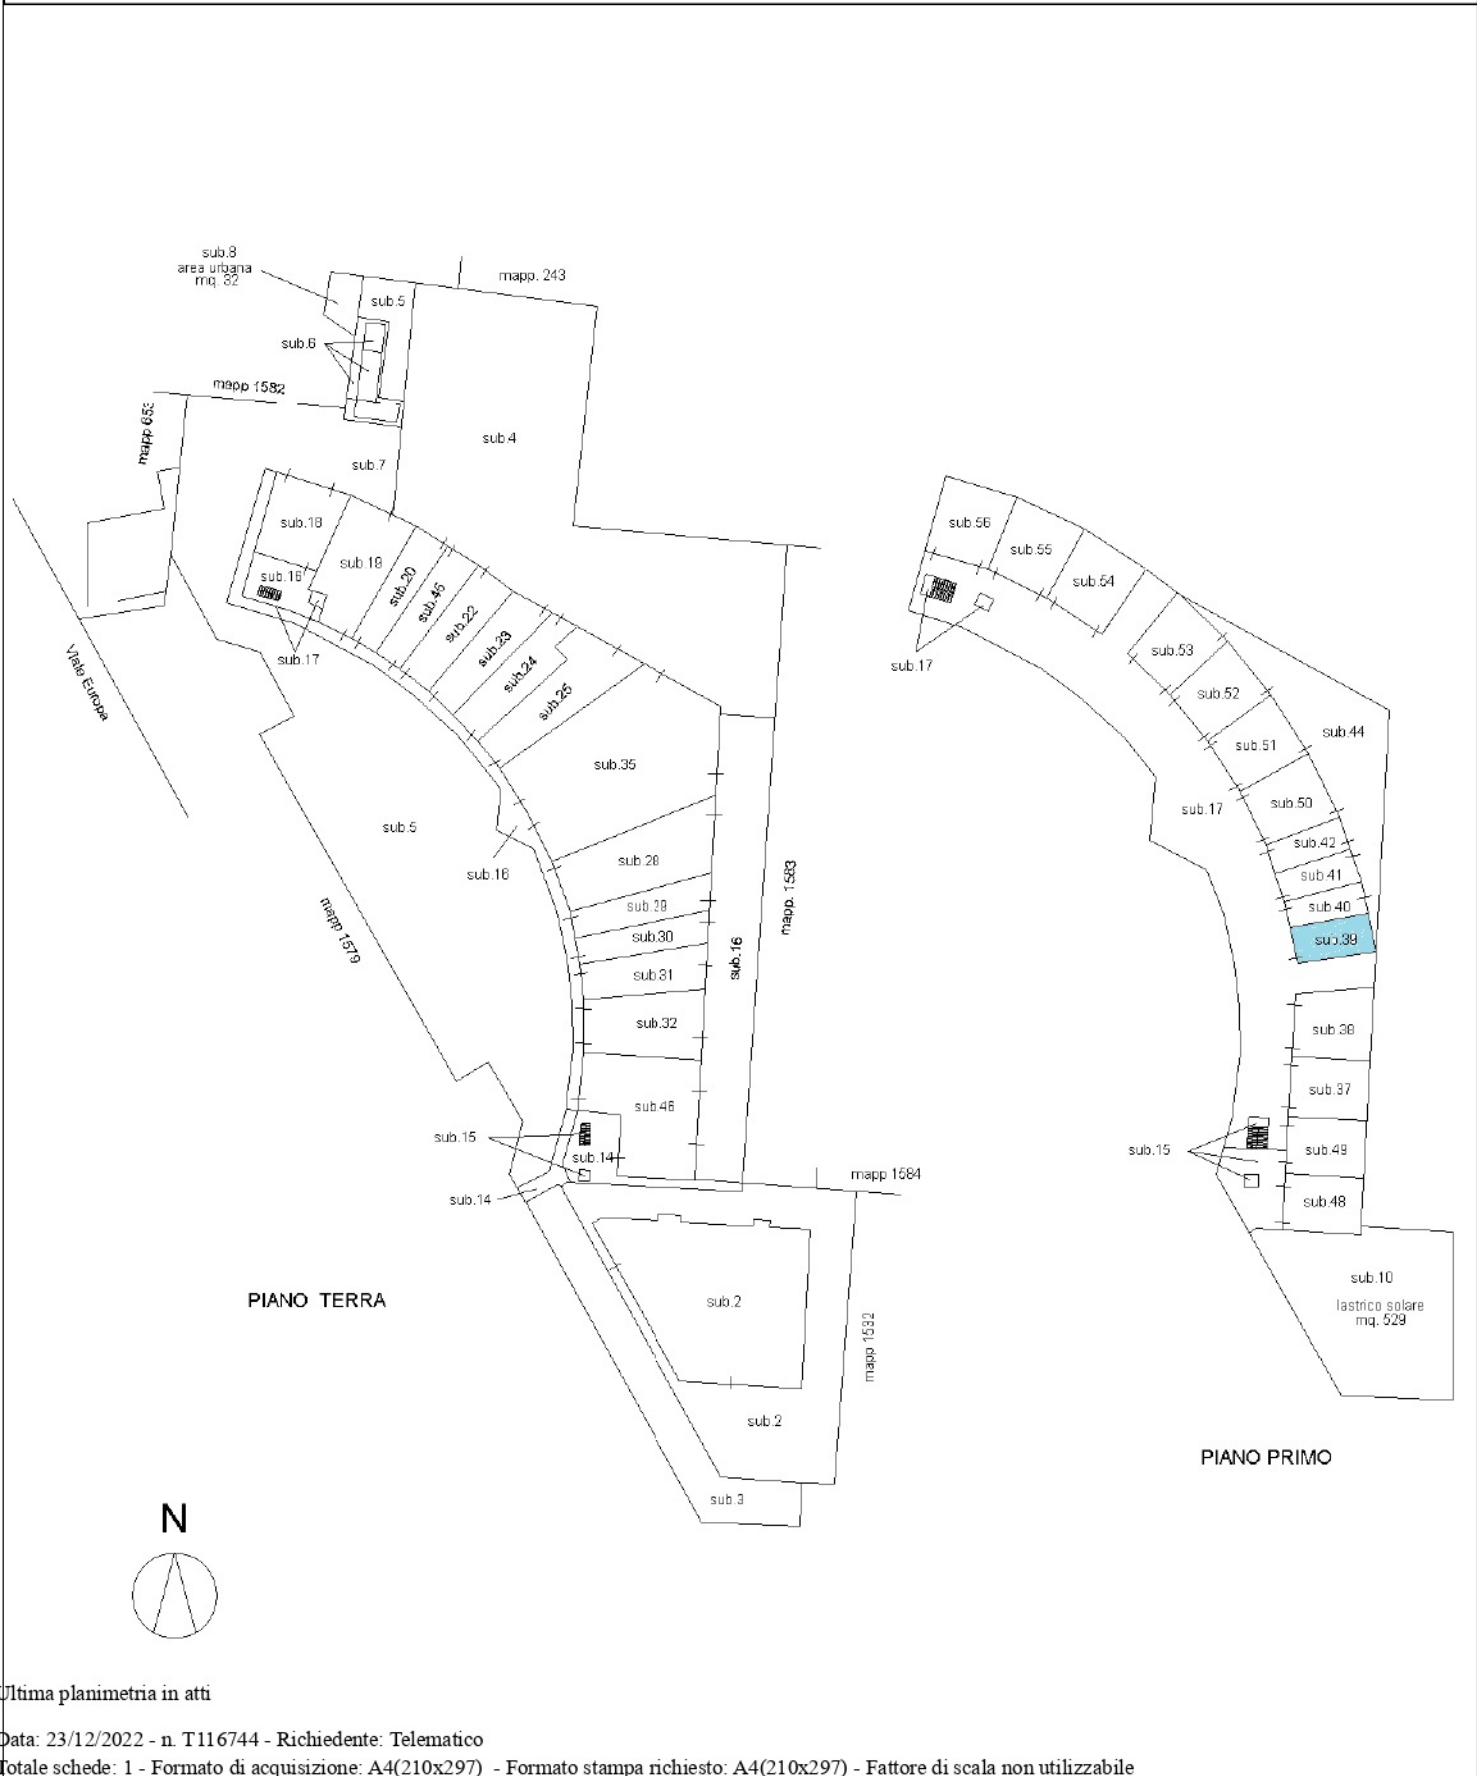 sub.8
area urbana
mq. 32
mapp. 243
sub.5
sub.6
mapp 1582
mapp 653
sub.4
sub.7
sub.18
sub.19
sub.16
sub.20
sub.45
sub.22
sub.23
sub.24
sub.25
sub.17
Viale Europa
sub.35
sub.5
sub.16
sub.28
sub.29
sub.30
sub.31
sub.32
sub.16
mapp. 1583
mapp 1579
sub.46
sub.15
sub.14
sub.14
mapp 1584
sub.2
mapp 1532
sub.2
sub.3
PIANO TERRA
sub.56
sub.55
sub.54
sub.17
sub.53
sub.52
sub.51
sub.44
sub.50
sub.17
sub.42
sub.41
sub.40
sub.39
sub.38
sub.37
sub.15
sub.49
sub.48
sub.10
lastrico solare
mq. 529
PIANO PRIMO
N
Ultima planimetria in atti
Data: 23/12/2022 - n. T116744 - Richiedente: Telematico
Totale schede: 1 - Formato di acquisizione: A4(210x297) - Formato stampa richiesto: A4(210x297) - Fattore di scala non utilizzabile